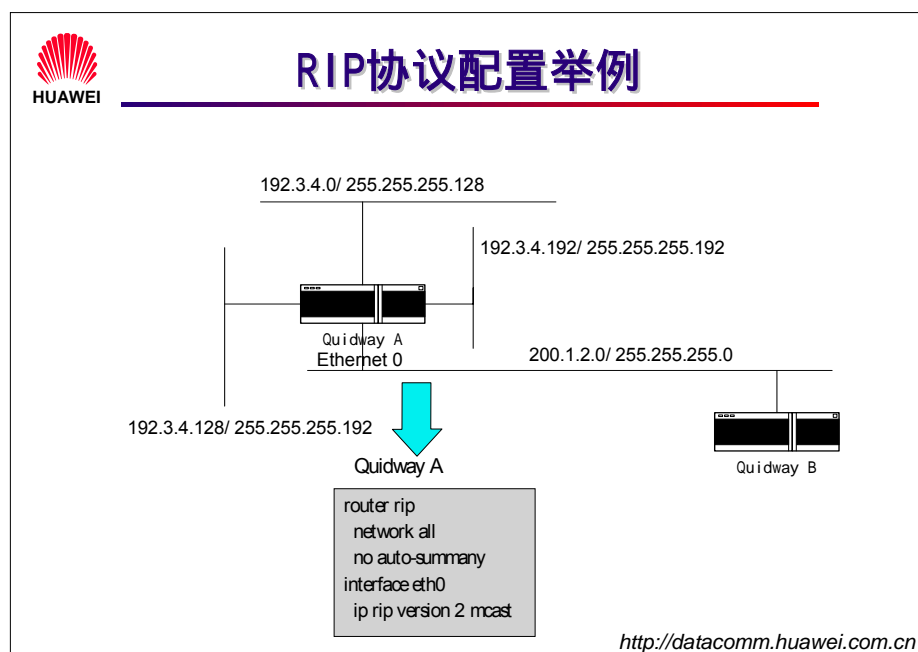 HUAWEI
RIP协议配置举例
192.3.4.0/ 255.255.255.128
192.3.4.192/ 255.255.255.192
Quidway A
Ethernet 0
200.1.2.0/ 255.255.255.0
192.3.4.128/ 255.255.255.192
Quidway B
Quidway A
router rip
network all
no auto-summany
interface eth0
ip rip version 2 mcast
http://datacomm.huawei.com.cn